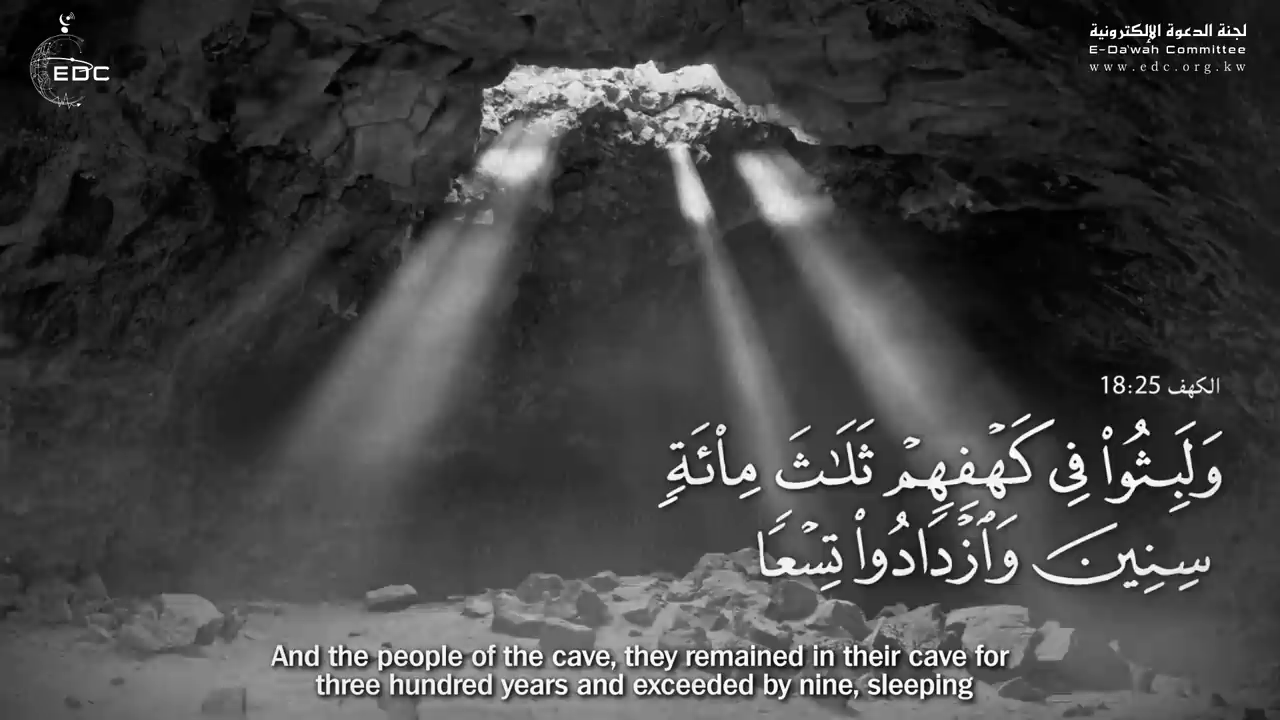 EDC
لجنة الدعوة الإلكترونية
E-Da'wah Committee
www.edc.org.kw
الكهف 18:25
وَلَبِثُوا۟ فِى كَهْفِهِمْ ثَلَـٰثَ مِا۟ئَةٍ
سِنِينَ وَٱزْدَادُوا۟ تِسْعًا
And the people of the cave, they remained in their cave for
three hundred years and exceeded by nine, sleeping